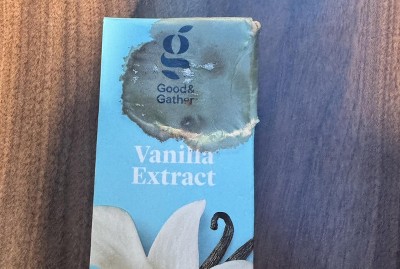 g
Good&
Gather
Vanilla
Extract